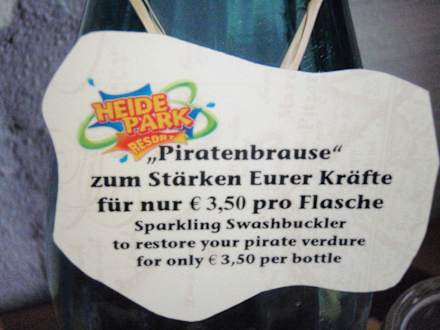 HEIDE
PARK
RESORT
„Piratenbrause“
zum Stärken Eurer Kräfte
für nur € 3,50 pro Flasche
Sparkling Swashbuckler
to restore your pirate verdure
for only € 3,50 per bottle